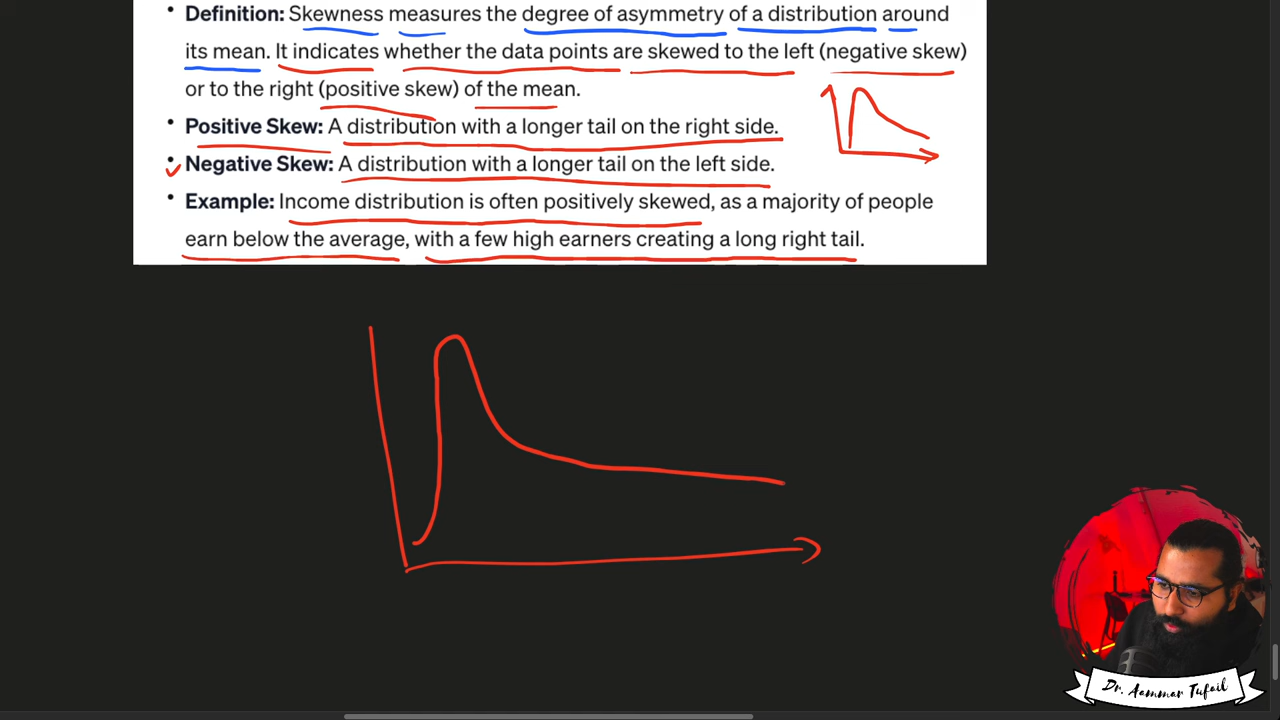 • Definition: Skewness measures the degree of asymmetry of a distribution around
its mean. It indicates whether the data points are skewed to the left (negative skew)
or to the right (positive skew) of the mean.
• Positive Skew: A distribution with a longer tail on the right side.
• Negative Skew: A distribution with a longer tail on the left side.
• Example: Income distribution is often positively skewed, as a majority of people
earn below the average, with a few high earners creating a long right tail.
Dr. Aammar Tufail